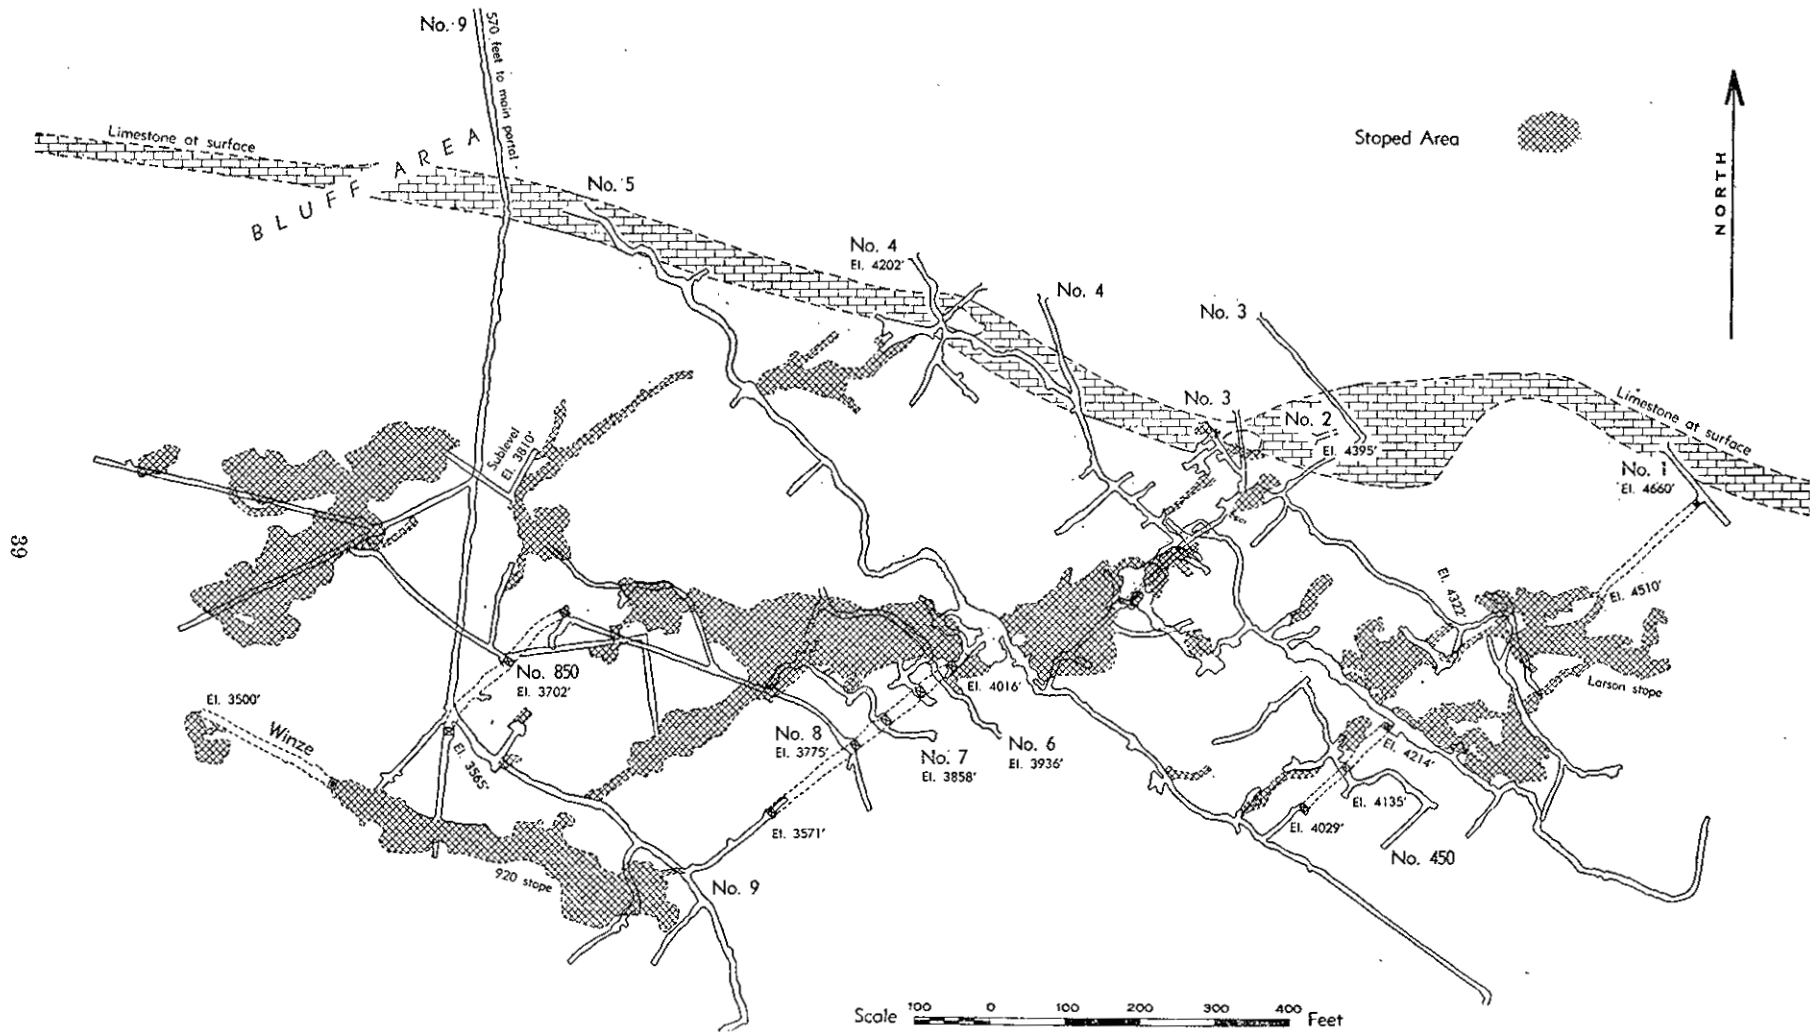 No. 9
570 feet to main portal
Limestone at surface
BLUFF AREA
No. 5
No. 4
El. 4202'
No. 4
No. 3
Stoped Area
NORTH
No. 3
No. 2
El. 4395'
Limestone at surface
No. 1
El. 4660'
Sublevel
El. 3810'
39
El. 4510'
El. 4322'
Larson stope
No. 850
El. 3702'
El. 3500'
Winze
El. 3565'
El. 4016'
No. 8
El. 3775'
No. 7
El. 3858'
No. 6
El. 3936'
El. 4214'
El. 4135'
El. 4029'
No. 450
El. 3571'
920 stope
No. 9
Scale 100 0 100 200 300 400 Feet